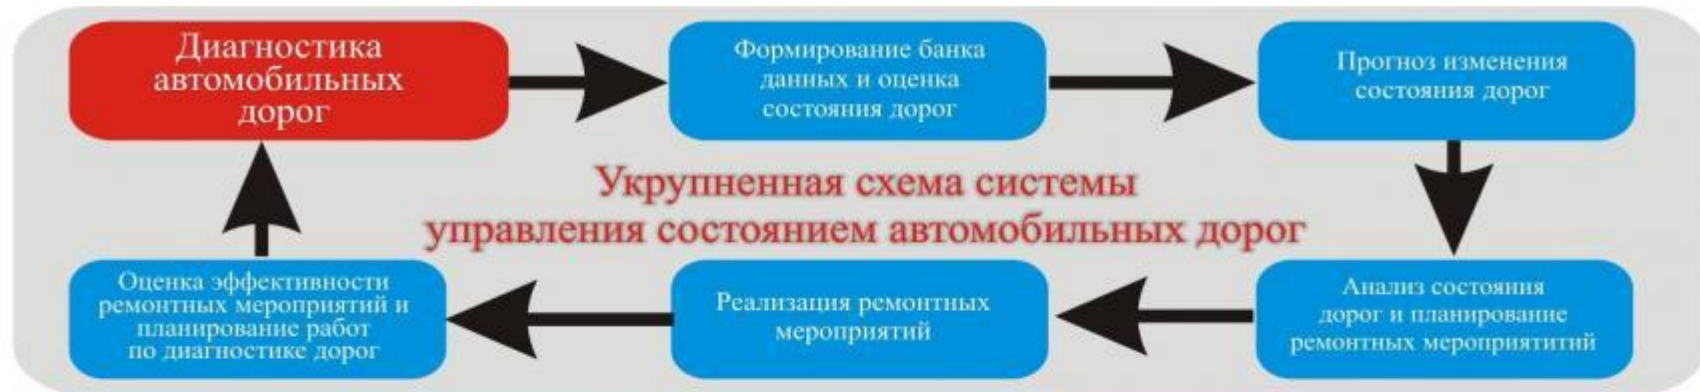 Диагностика
автомобильных
дорог
Формирование банка
данных и оценка
состояния дорог
Прогноз изменения
состояния дорог
Укрупненная схема системы
управления состоянием автомобильных дорог
Оценка эффективности
ремонтных мероприятий и
планирование работ
по диагностике дорог
Реализация ремонтных
мероприятий
Анализ состояния
дорог и планирование
ремонтных мероприятитий